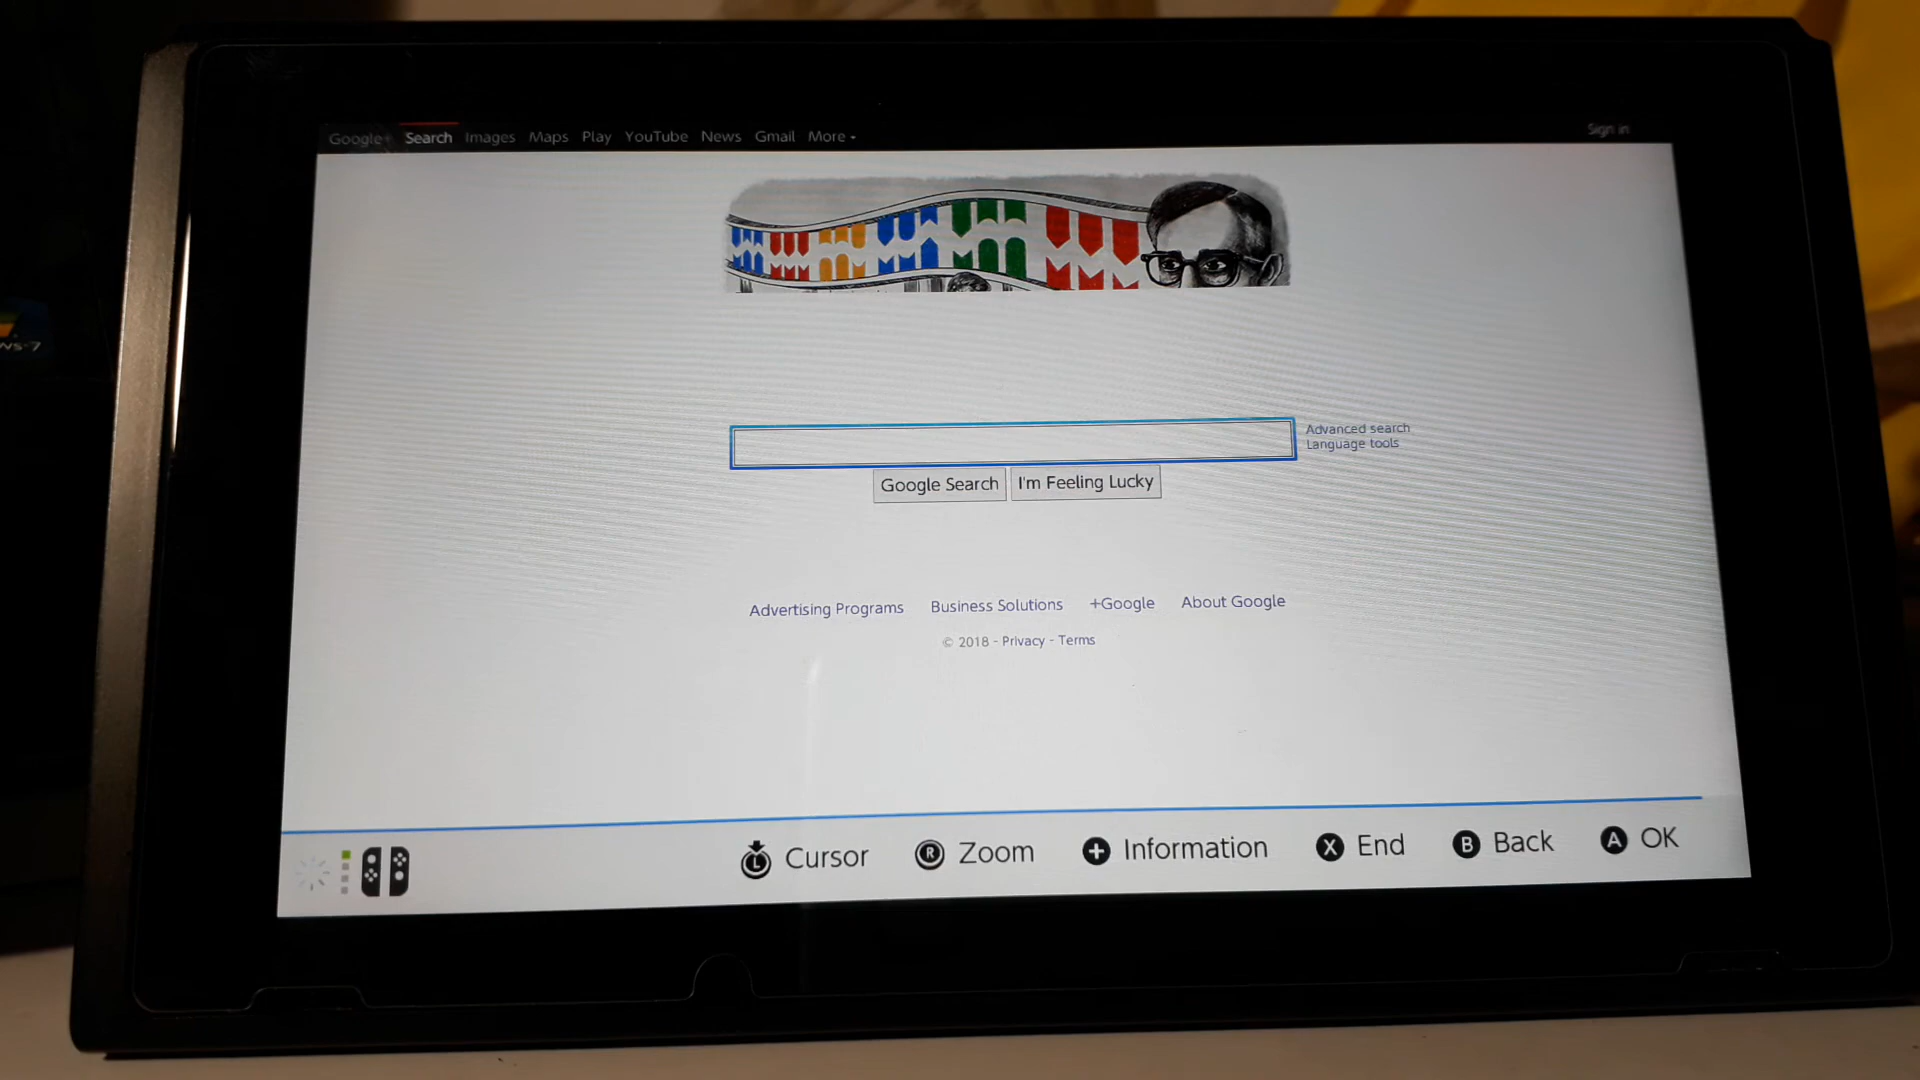 Google+ Search Images Maps Play YouTube News Gmail More
Sign in
Advanced search
Language tools
Google Search I'm Feeling Lucky
Advertising Programs Business Solutions +Google About Google
© 2018 - Privacy - Terms
L Cursor R Zoom + Information X End B Back A OK